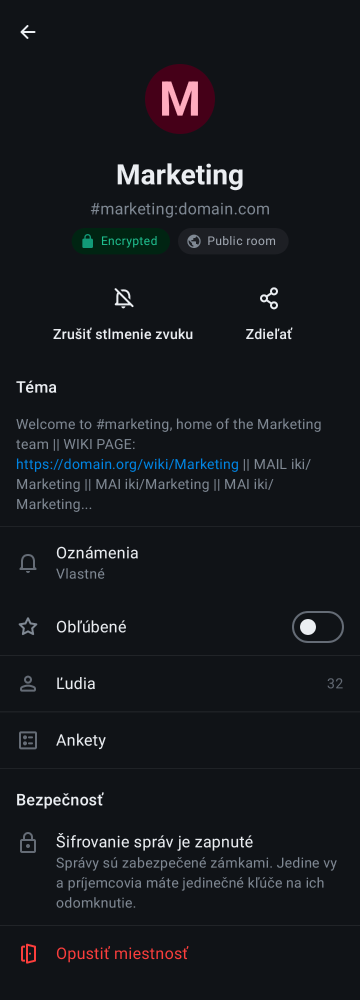 M
Marketing
#marketing:domain.com
Encrypted
Public room
Zrušiť stlmenie zvuku
Zdieľať
Téma
Welcome to #marketing, home of the Marketing
team || WIKI PAGE:
https://domain.org/wiki/Marketing || MAIL iki/
Marketing || MAI iki/Marketing || MAI iki/
Marketing...
Oznámenia
Vlastné
Obľúbené
Ľudia
32
Ankety
Bezpečnosť
Šifrovanie správ je zapnuté
Správy sú zabezpečené zámkami. Jedine vy
a príjemcovia máte jedinečné kľúče na ich
odomknutie.
Opustiť miestnosť